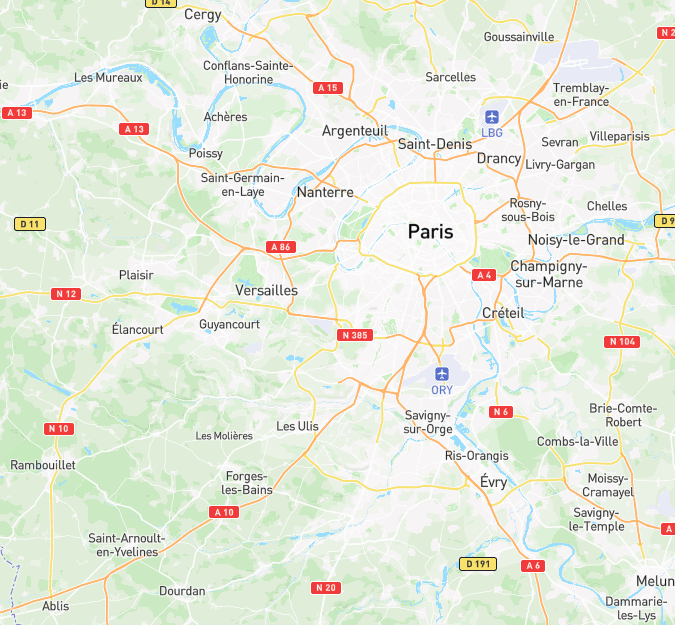 D 14
Cergy
Goussainville
N 2
Conflans-Sainte-
Honorine
Les Mureaux
Sarcelles
ie
A 15
Tremblay-
en-France
A 13
Achères
LBG
A 13
Argenteuil
Saint-Denis
Sevran
Villeparisis
Poissy
Drancy
Livry-Gargan
Saint-Germain-
en-Laye
Nanterre
Rosny-
sous-Bois
Chelles
D 11
D 9
Paris
Noisy-le-Grand
A 86
Champigny-
sur-Marne
Plaisir
A 4
Versailles
N 12
Créteil
Élancourt
Guyancourt
N 385
N 104
ORY
Brie-Comte-
Robert
N 6
Savigny-
sur-Orge
Les Ulis
N 10
Les Molières
Combs-la-Ville
Rambouillet
Ris-Orangis
Forges-
les-Bains
Évry
Moissy-
Cramayel
A 10
Savigny-
le-Temple
A
Saint-Arnoult-
en-Yvelines
D 191
A 6
Melun
N 20
Dourdan
Ablis
Dammarie-
les-Lys